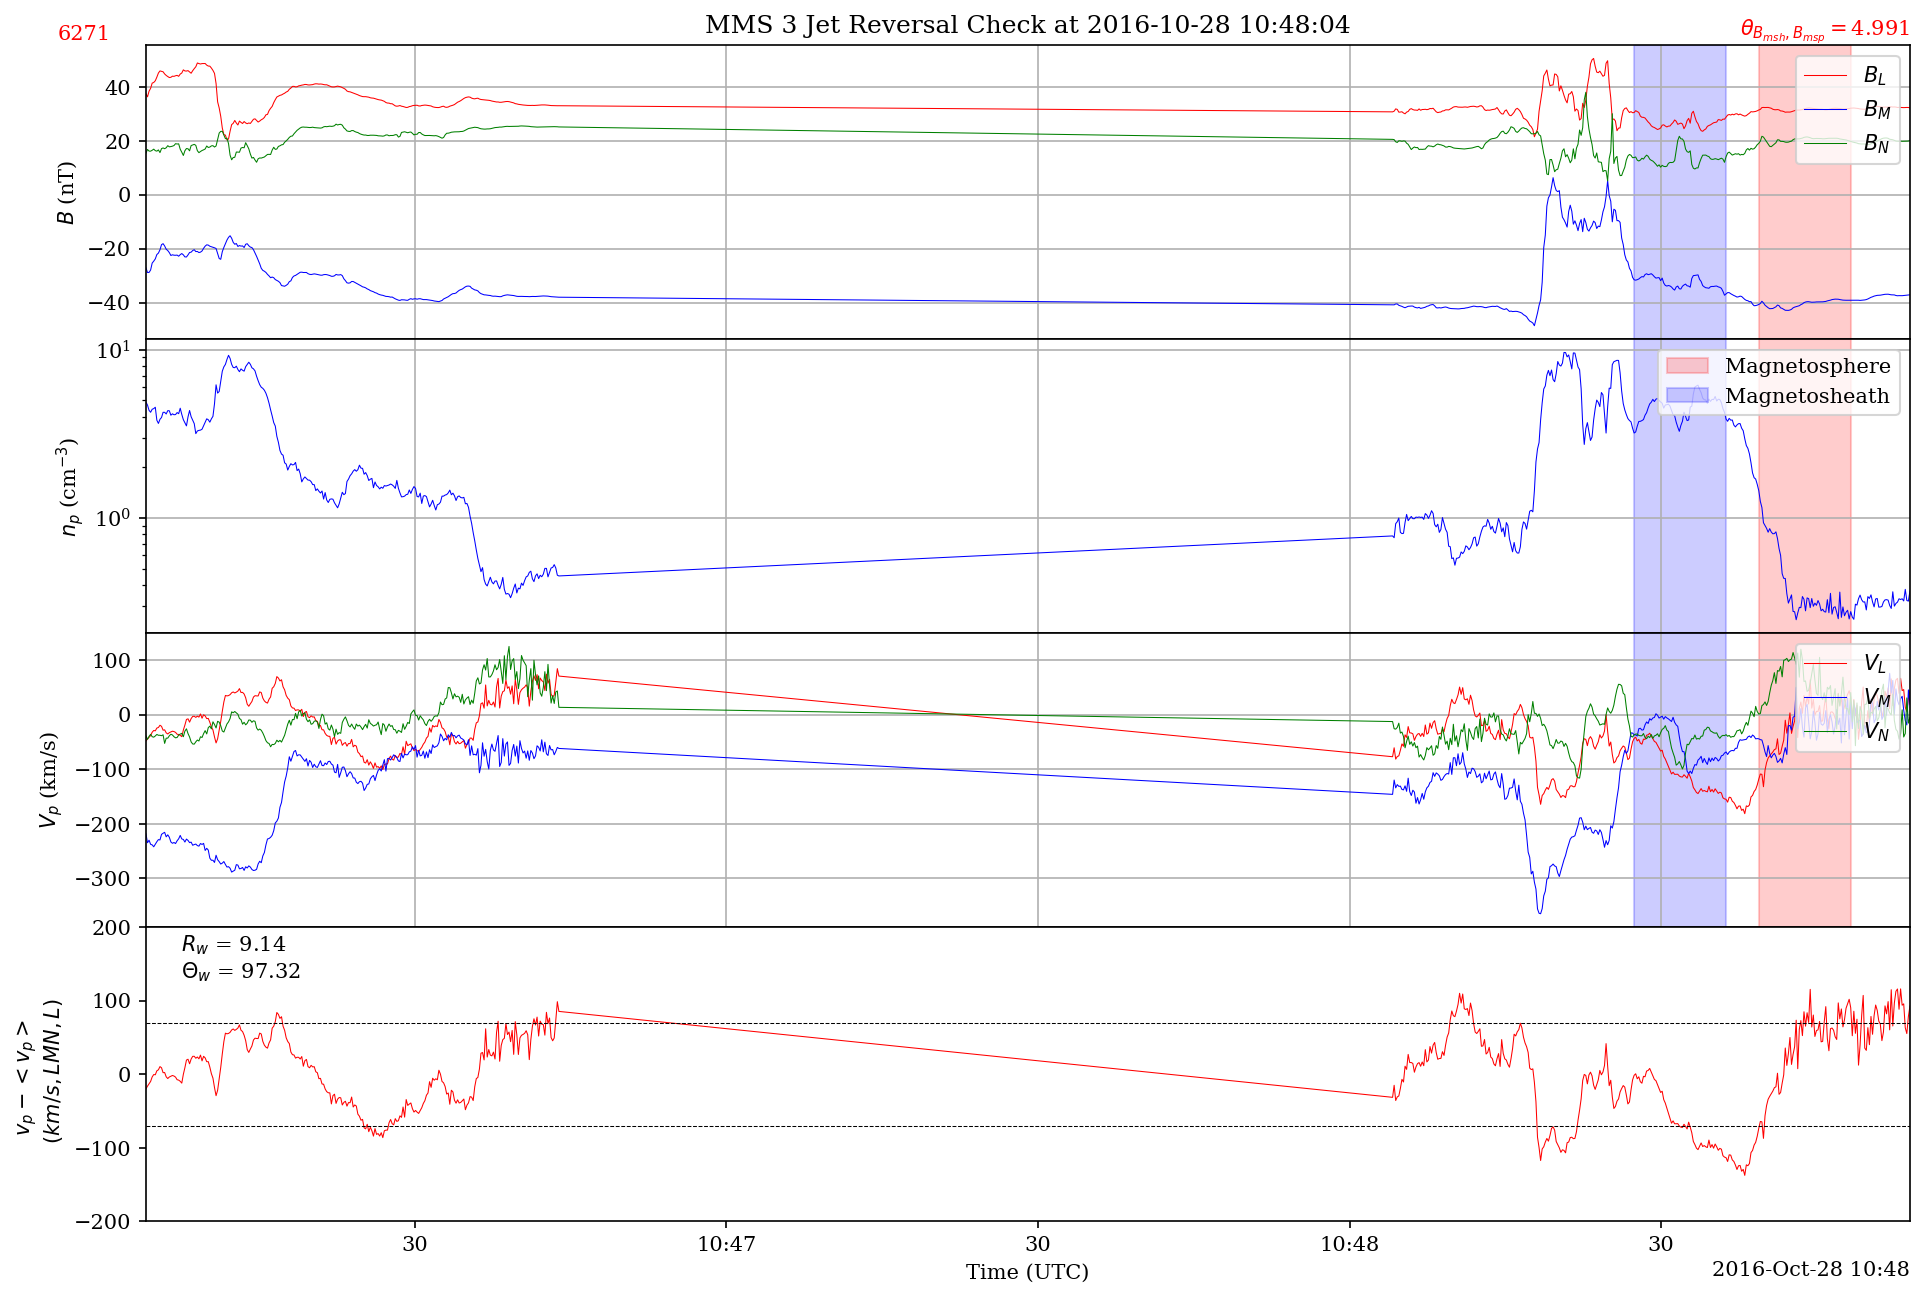 6271
MMS 3 Jet Reversal Check at 2016-10-28 10:48:04
θ_{B_{msh}, B_{msp}} = 4.991
40
20
0
−20
−40
B (nT)
B_L
B_M
B_N
10^1
10^0
n_p (cm^{−3})
Magnetosphere
Magnetosheath
100
0
−100
−200
−300
V_p (km/s)
V_L
V_M
V_N
200
100
0
−100
−200
v_p − < v_p >
(km/s, LMN, L)
R_w = 9.14
Θ_w = 97.32
30
10:47
30
10:48
30
Time (UTC)
2016-Oct-28 10:48